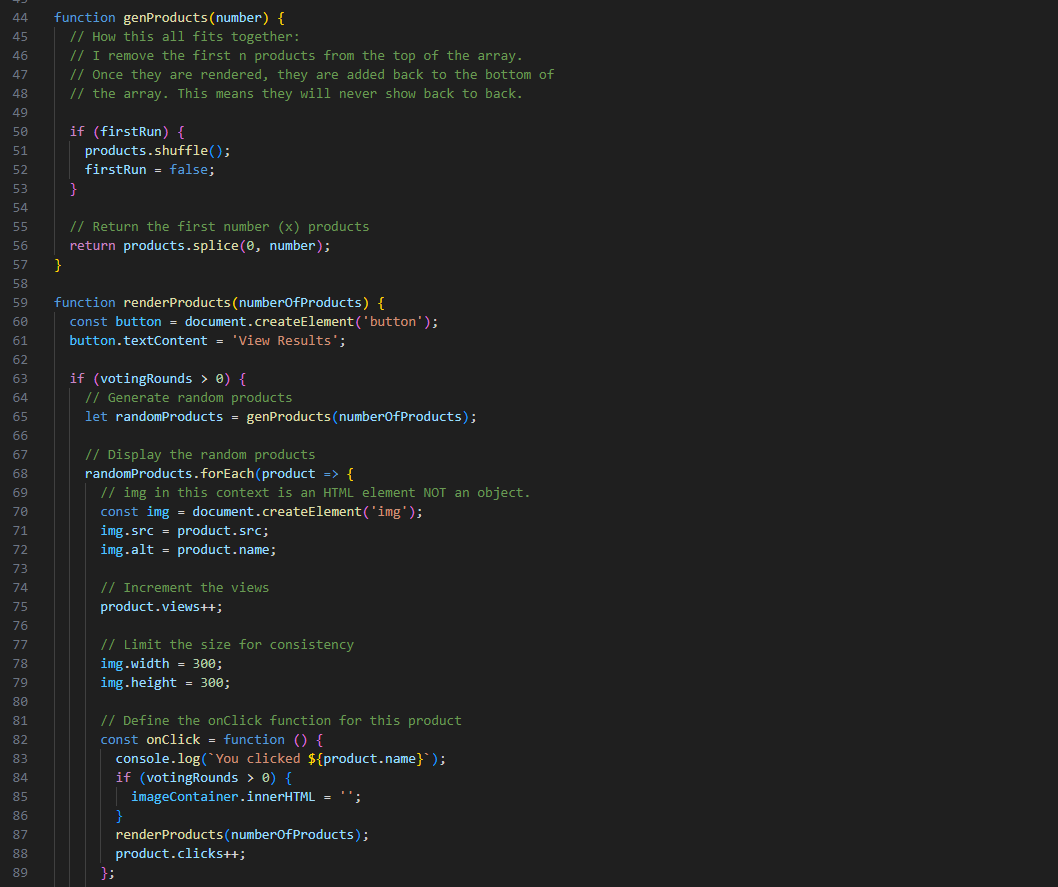 44 function genProducts(number) {
45 // How this all fits together:
46 // I remove the first n products from the top of the array.
47 // Once they are rendered, they are added back to the bottom of
48 // the array. This means they will never show back to back.
49
50 if (firstRun) {
51 products.shuffle();
52 firstRun = false;
53 }
54
55 // Return the first number (x) products
56 return products.splice(0, number);
57 }
58
59 function renderProducts(numberOfProducts) {
60 const button = document.createElement('button');
61 button.textContent = 'View Results';
62
63 if (votingRounds > 0) {
64 // Generate random products
65 let randomProducts = genProducts(numberOfProducts);
66
67 // Display the random products
68 randomProducts.forEach(product => {
69 // img in this context is an HTML element NOT an object.
70 const img = document.createElement('img');
71 img.src = product.src;
72 img.alt = product.name;
73
74 // Increment the views
75 product.views++;
76
77 // Limit the size for consistency
78 img.width = 300;
79 img.height = 300;
80
81 // Define the onClick function for this product
82 const onClick = function () {
83 console.log(`You clicked ${product.name}`);
84 if (votingRounds > 0) {
85 imageContainer.innerHTML = '';
86 }
87 renderProducts(numberOfProducts);
88 product.clicks++;
89 };